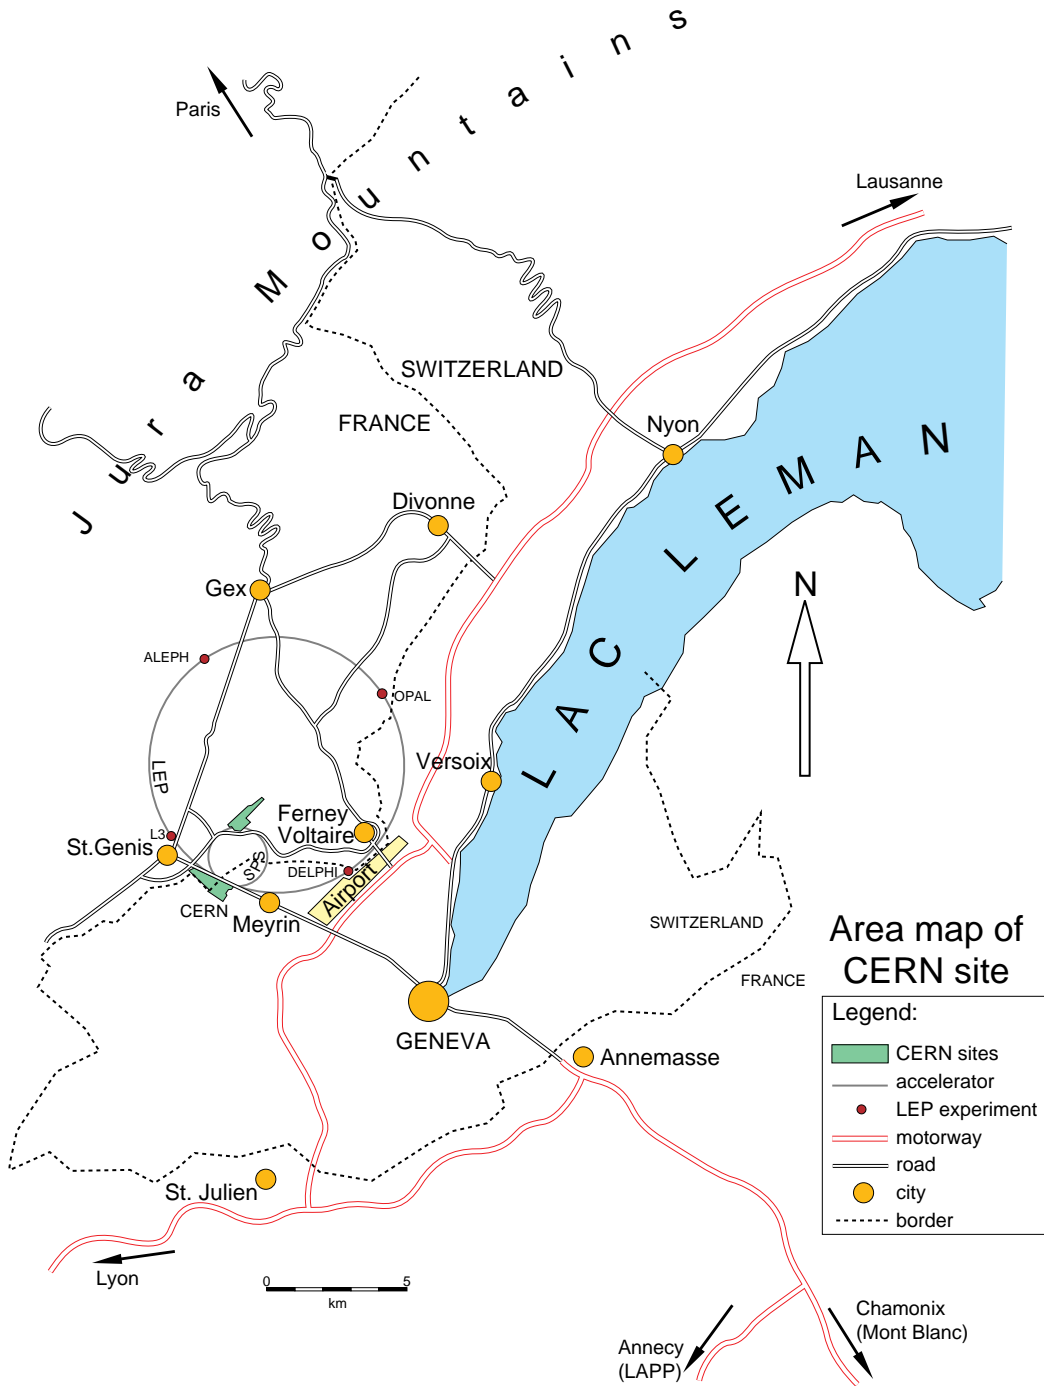 Jura Mountains
Paris
Lausanne
SWITZERLAND
FRANCE
Nyon
Divonne
LAC LEMAN
Gex
N
ALEPH
OPAL
LEP
Versoix
Ferney
Voltaire
L3
St.Genis
SPS
DELPHI
Airport
CERN
Meyrin
SWITZERLAND
FRANCE
GENEVA
Annemasse
St. Julien
Lyon
0 5
km
Annecy
(LAPP)
Chamonix
(Mont Blanc)
Area map of
CERN site
Legend:
CERN sites
accelerator
LEP experiment
motorway
road
city
border